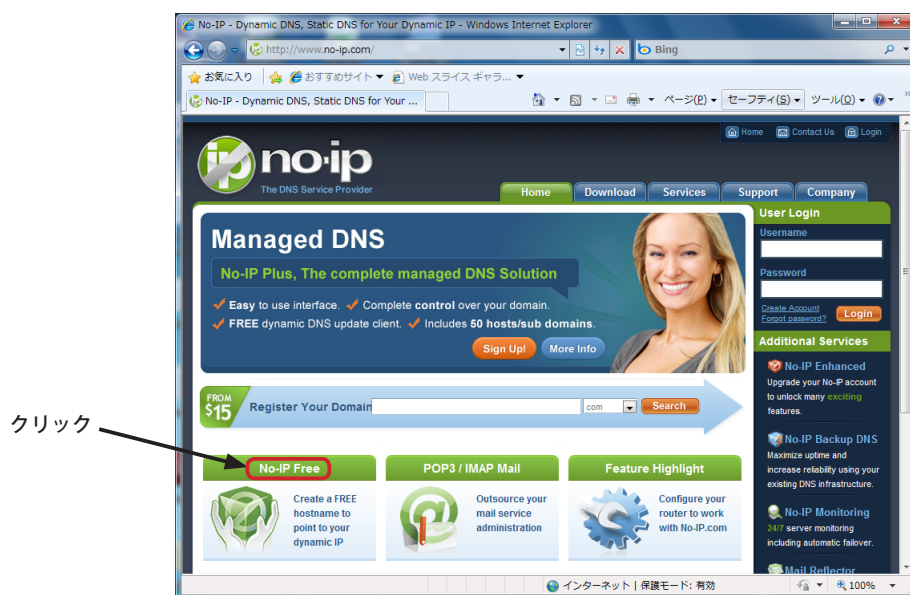 No-IP - Dynamic DNS, Static DNS for Your Dynamic IP - Windows Internet Explorer
http://www.no-ip.com/
Bing
お気に入り
おすすめサイト
Web スライス ギャラ...
No-IP - Dynamic DNS, Static DNS for Your ...
ページ(P)
セーフティ(S)
ツール(O)
Home
Contact Us
Login
no·ip
The DNS Service Provider
Home
Download
Services
Support
Company
Managed DNS
No-IP Plus, The complete managed DNS Solution
Easy to use interface. Complete control over your domain.
FREE dynamic DNS update client. Includes 50 hosts/sub domains.
Sign Up!
More Info
User Login
Username
Password
Create Account
Forgot password?
Login
FROM
$15
Register Your Domain
com
Search
クリック
No-IP Free
Create a FREE
hostname to
point to your
dynamic IP
POP3 / IMAP Mail
Outsource your
mail service
administration
Feature Highlight
Configure your
router to work
with No-IP.com
Additional Services
No-IP Enhanced
Upgrade your No-IP account
to unlock many exciting
features.
No-IP Backup DNS
Maximize uptime and
increase reliability using your
existing DNS infrastructure.
No-IP Monitoring
24/7 server monitoring
including automatic failover.
Mail Reflector
インターネット | 保護モード: 有効
100%